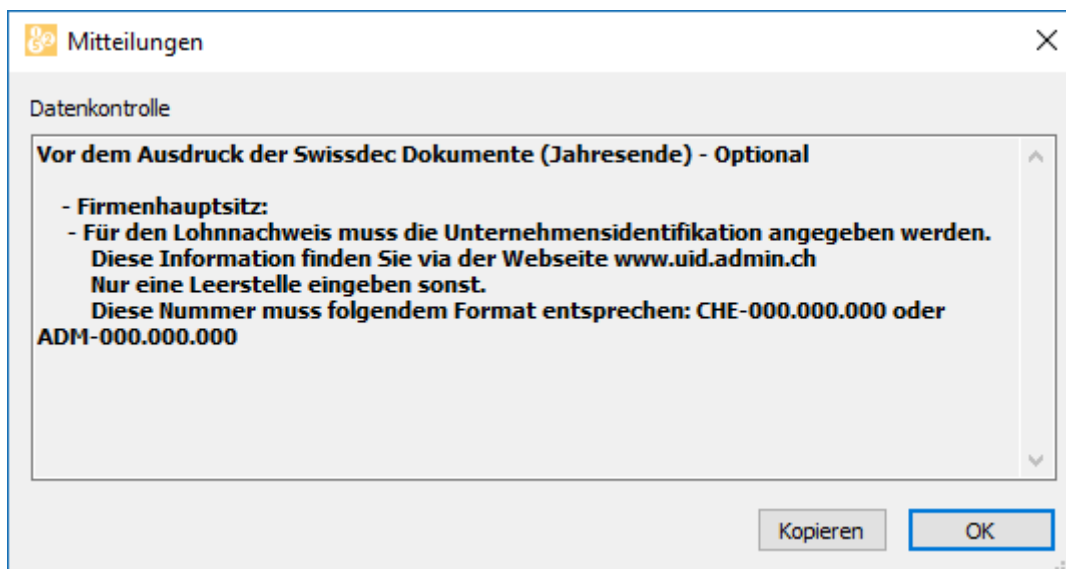 Mitteilungen
Datenkontrolle
Vor dem Ausdruck der Swissdec Dokumente (Jahresende) - Optional
- Firmenhauptsitz:
- Für den Lohnnachweis muss die Unternehmensidentifikation angegeben werden.
Diese Information finden Sie via der Webseite www.uid.admin.ch
Nur eine Leerstelle eingeben sonst.
Diese Nummer muss folgendem Format entsprechen: CHE-000.000.000 oder
ADM-000.000.000
Kopieren
OK